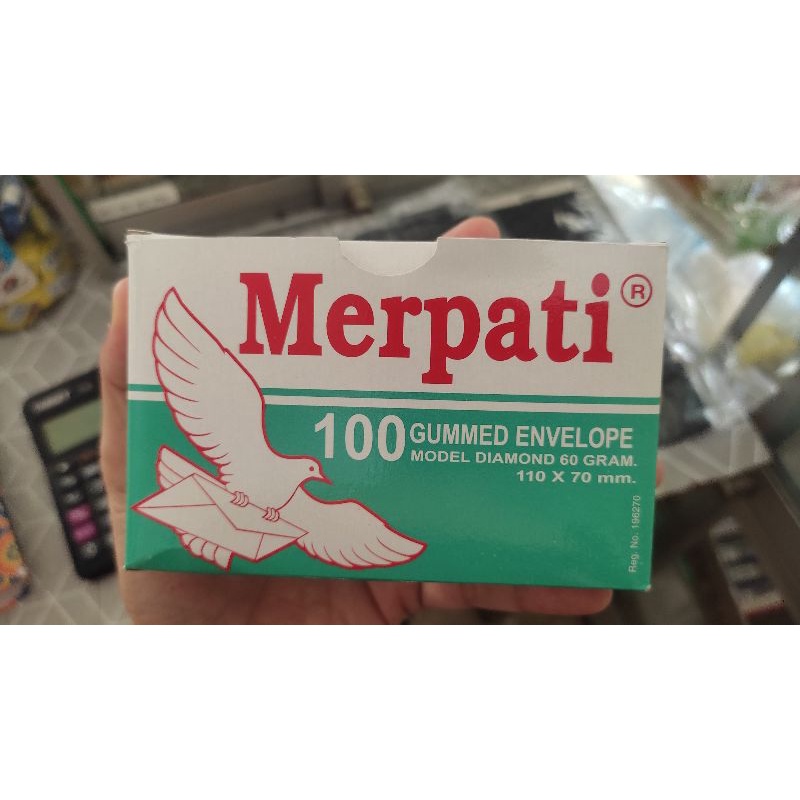 Merpati ®
100 GUMMED ENVELOPE
MODEL DIAMOND 60 GRAM.
110 X 70 mm.
Reg. No. 196270